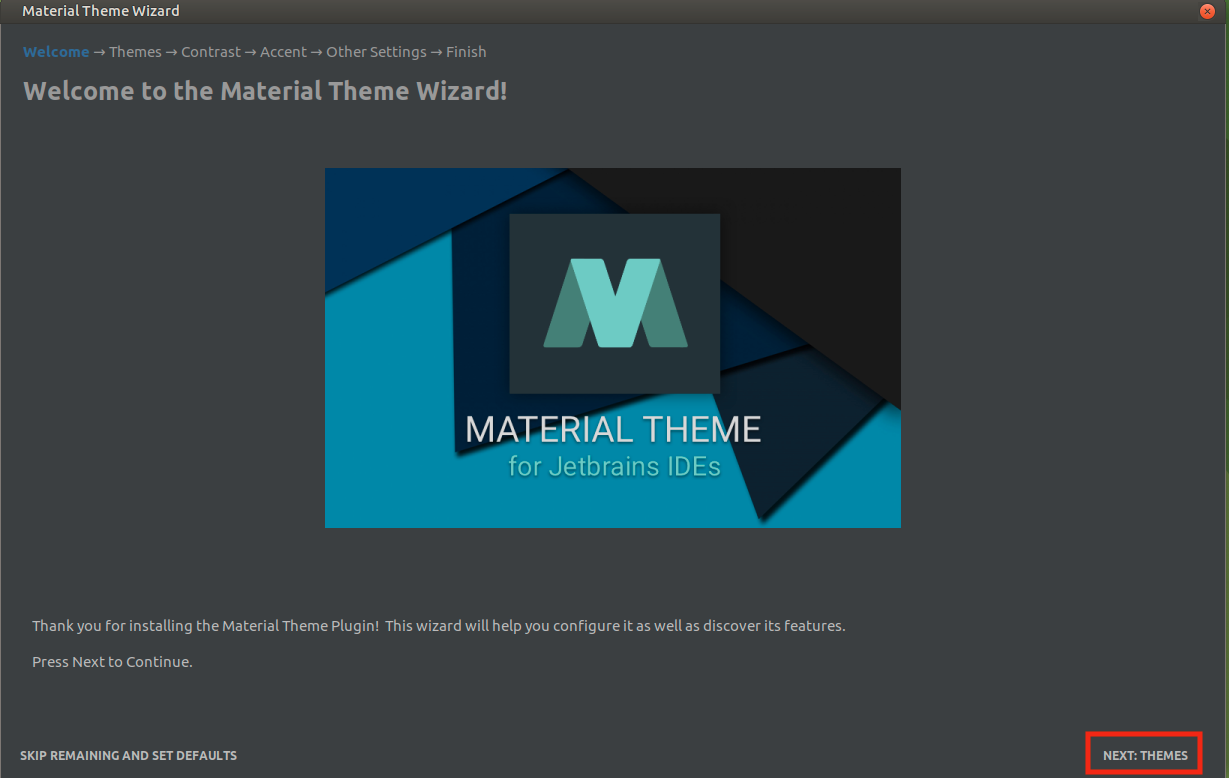 Material Theme Wizard
Welcome → Themes → Contrast → Accent → Other Settings → Finish
Welcome to the Material Theme Wizard!
MATERIAL THEME
for Jetbrains IDEs
Thank you for installing the Material Theme Plugin! This wizard will help you configure it as well as discover its features.
Press Next to Continue.
SKIP REMAINING AND SET DEFAULTS
NEXT: THEMES